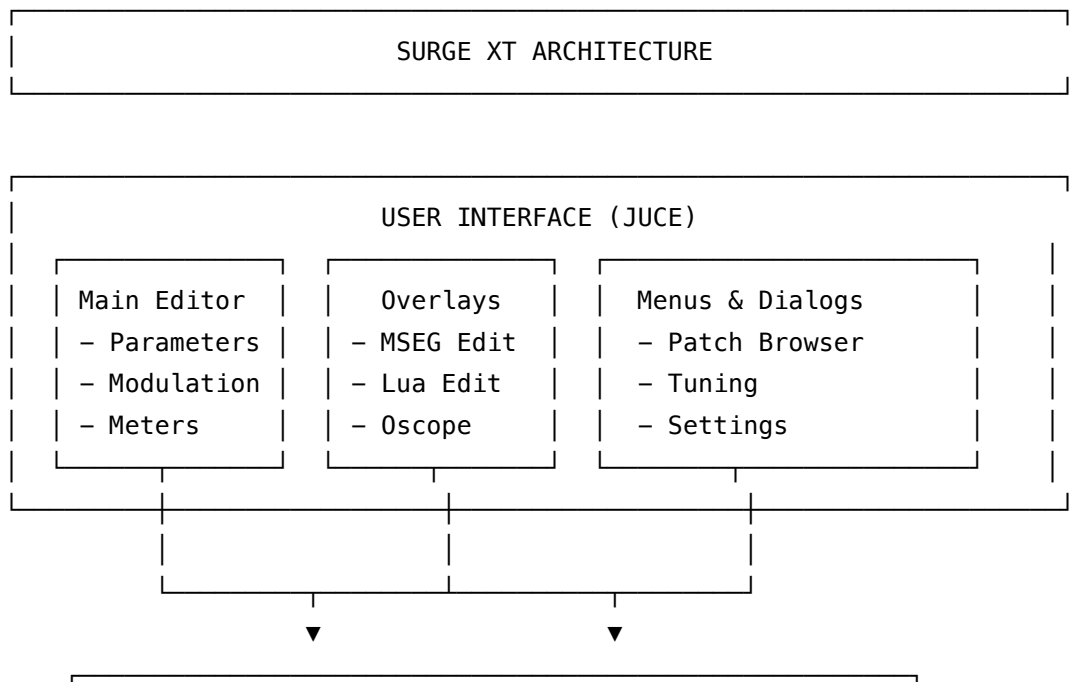 SURGE XT ARCHITECTURE
USER INTERFACE (JUCE)
Main Editor Overlays Menus & Dialogs
– Parameters – MSEG Edit – Patch Browser
– Modulation – Lua Edit – Tuning
– Meters – Oscope – Settings